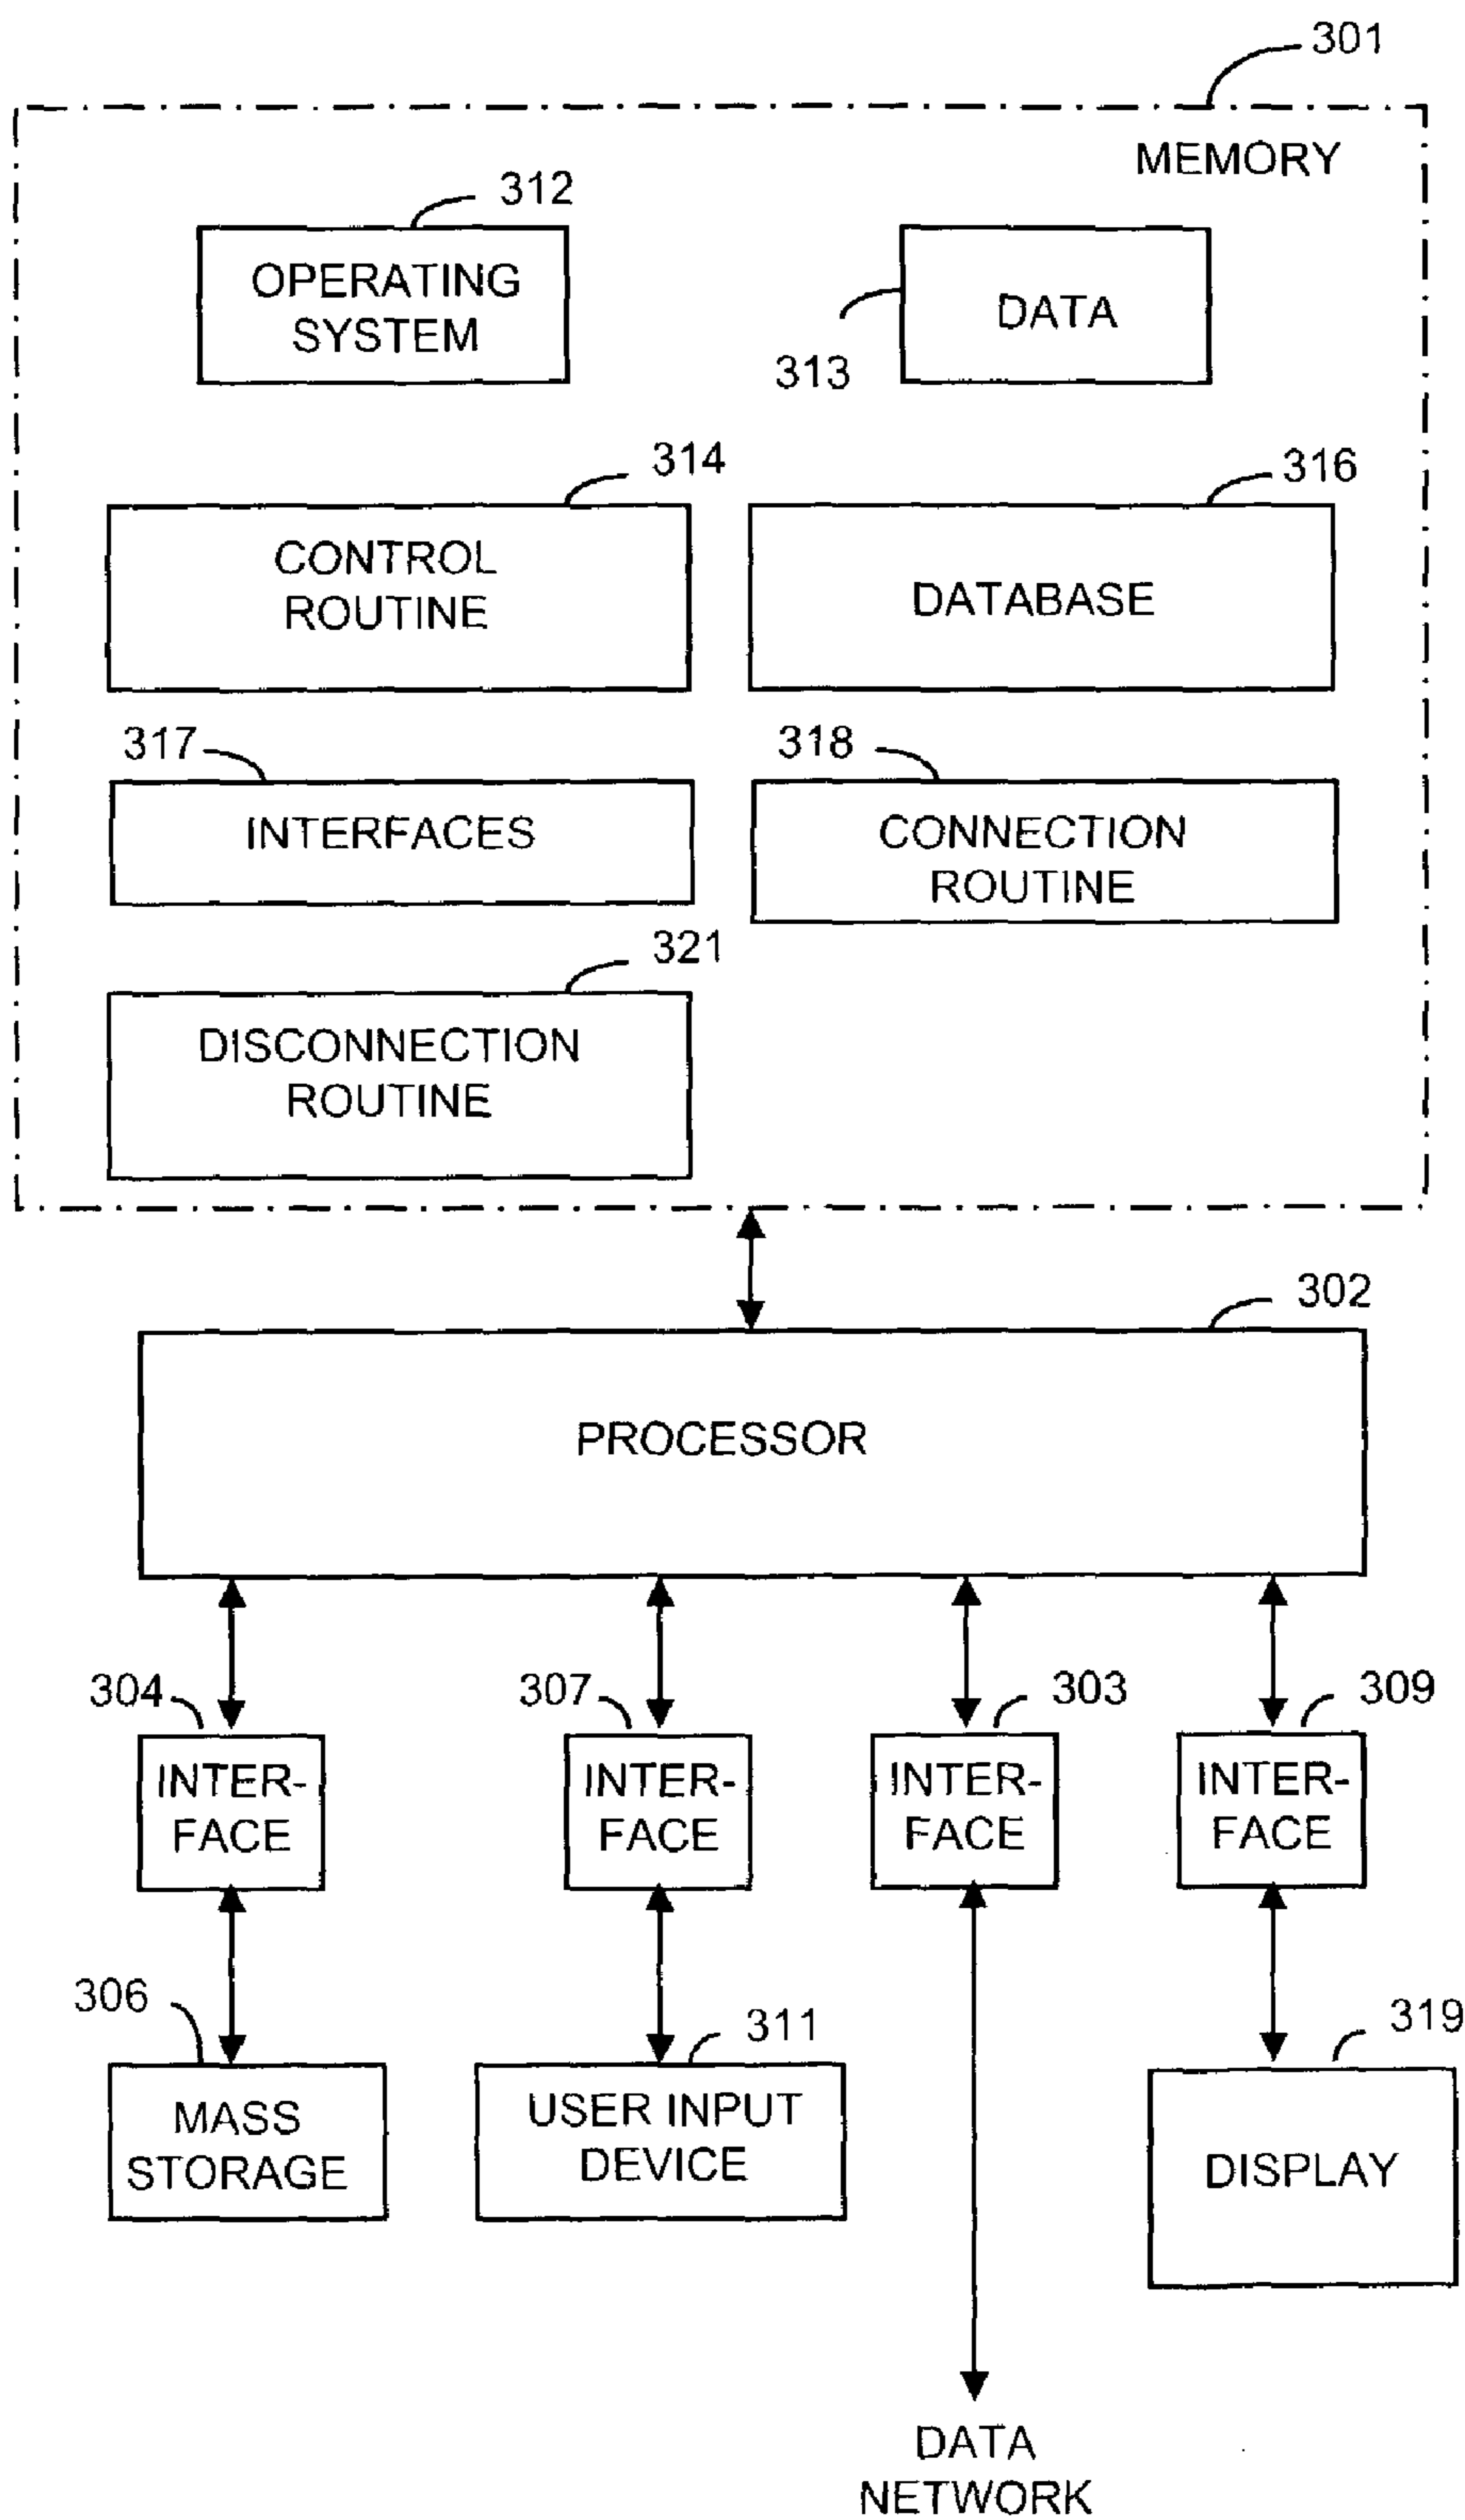 301
MEMORY
312
OPERATING
SYSTEM
313
DATA
314
CONTROL
ROUTINE
316
DATABASE
317
INTERFACES
318
CONNECTION
ROUTINE
321
DISCONNECTION
ROUTINE
302
PROCESSOR
304
INTER-
FACE
307
INTER-
FACE
303
INTER-
FACE
309
INTER-
FACE
306
MASS
STORAGE
311
USER INPUT
DEVICE
319
DISPLAY
DATA
NETWORK